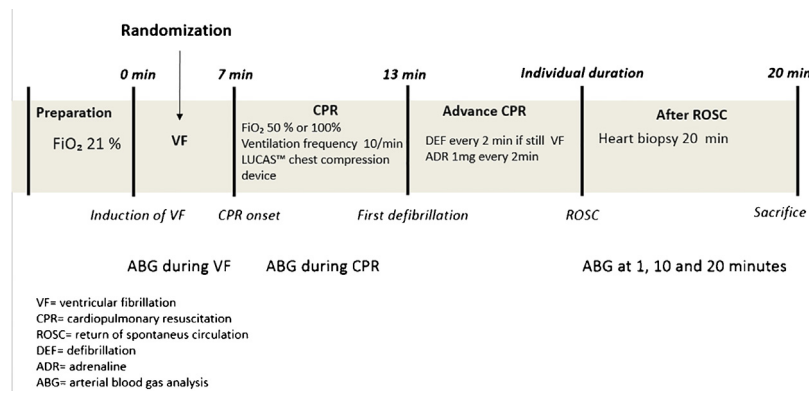 Randomization
0 min
7 min
13 min
Individual duration
20 min
Preparation
FiO₂ 21 %
VF
CPR
FiO₂ 50 % or 100%
Ventilation frequency 10/min
LUCAS™ chest compression
device
Advance CPR
DEF every 2 min if still VF
ADR 1mg every 2min
After ROSC
Heart biopsy 20 min
Induction of VF
CPR onset
First defibrillation
ROSC
Sacrifice
ABG during VF
ABG during CPR
ABG at 1, 10 and 20 minutes
VF= ventricular fibrillation
CPR= cardiopulmonary resuscitation
ROSC= return of spontaneus circulation
DEF= defibrillation
ADR= adrenaline
ABG= arterial blood gas analysis